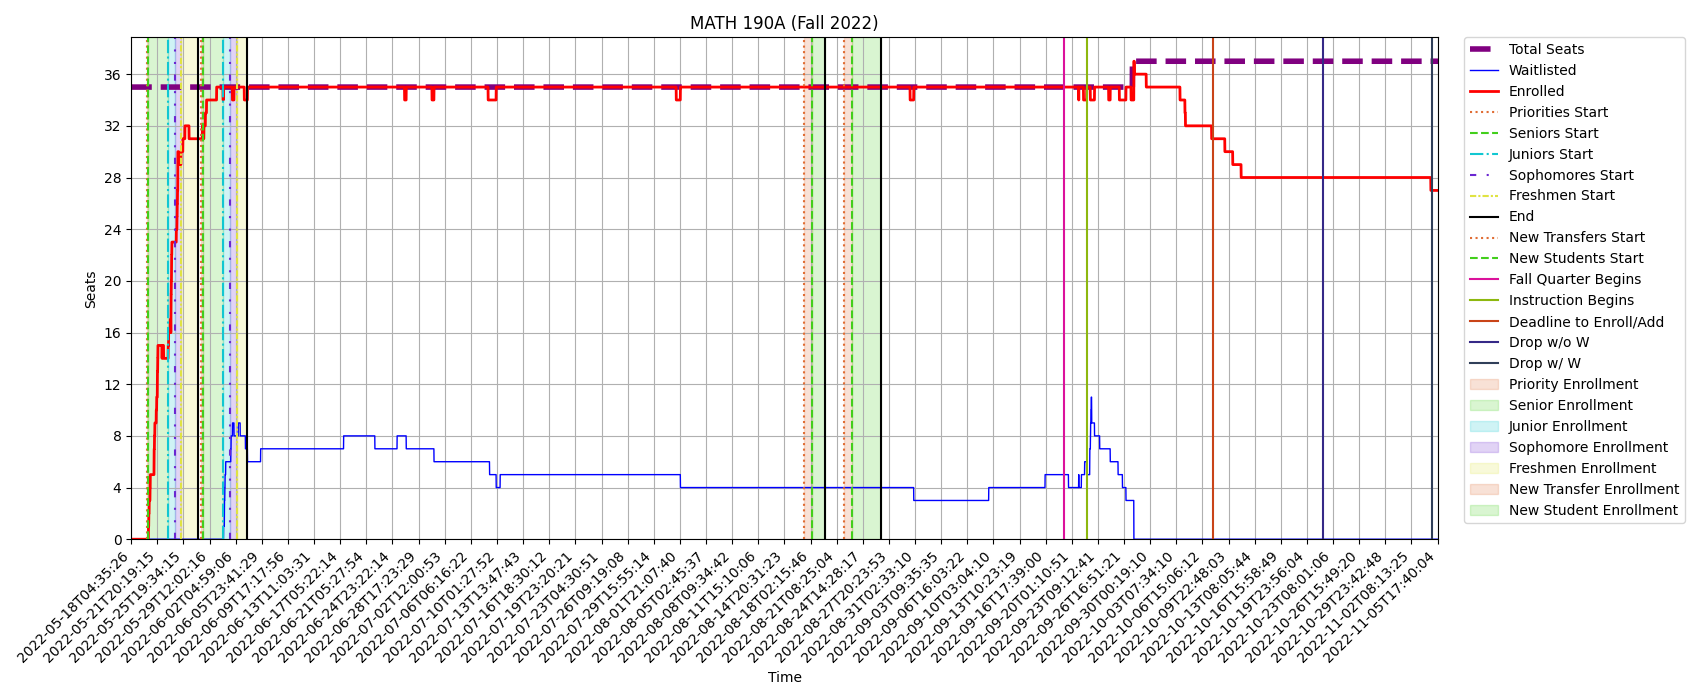 MATH 190A (Fall 2022)
Total Seats
Waitlisted
Enrolled
Priorities Start
Seniors Start
Juniors Start
Sophomores Start
Freshmen Start
End
New Transfers Start
New Students Start
Fall Quarter Begins
Instruction Begins
Deadline to Enroll/Add
Drop w/o W
Drop w/ W
Priority Enrollment
Senior Enrollment
Junior Enrollment
Sophomore Enrollment
Freshmen Enrollment
New Transfer Enrollment
New Student Enrollment
Seats
36
32
28
24
20
16
12
8
4
0
2022-05-18T04:35:26
2022-05-21T20:19:15
2022-05-25T19:34:15
2022-05-29T12:02:16
2022-06-02T04:59:06
2022-06-05T23:41:29
2022-06-09T17:17:56
2022-06-13T11:03:31
2022-06-17T05:22:14
2022-06-21T05:27:54
2022-06-24T23:22:14
2022-06-28T17:23:29
2022-07-02T12:00:53
2022-07-06T06:16:22
2022-07-10T01:27:52
2022-07-13T13:47:43
2022-07-16T18:30:12
2022-07-19T23:20:21
2022-07-23T04:30:51
2022-07-26T09:19:08
2022-07-29T15:55:14
2022-08-01T21:07:40
2022-08-05T02:45:37
2022-08-08T09:34:42
2022-08-11T15:10:06
2022-08-14T20:31:23
2022-08-18T02:15:46
2022-08-21T08:25:04
2022-08-24T14:28:17
2022-08-27T20:23:53
2022-08-31T02:33:10
2022-09-03T09:35:35
2022-09-06T16:03:22
2022-09-10T03:04:10
2022-09-13T10:23:19
2022-09-16T17:39:00
2022-09-20T01:10:51
2022-09-23T09:12:41
2022-09-26T16:51:21
2022-09-30T00:19:10
2022-10-03T07:34:10
2022-10-06T15:06:12
2022-10-09T22:48:03
2022-10-13T08:05:44
2022-10-16T15:58:49
2022-10-19T23:56:04
2022-10-23T08:01:06
2022-10-26T15:49:20
2022-10-29T23:42:48
2022-11-02T08:13:25
2022-11-05T17:40:04
Time